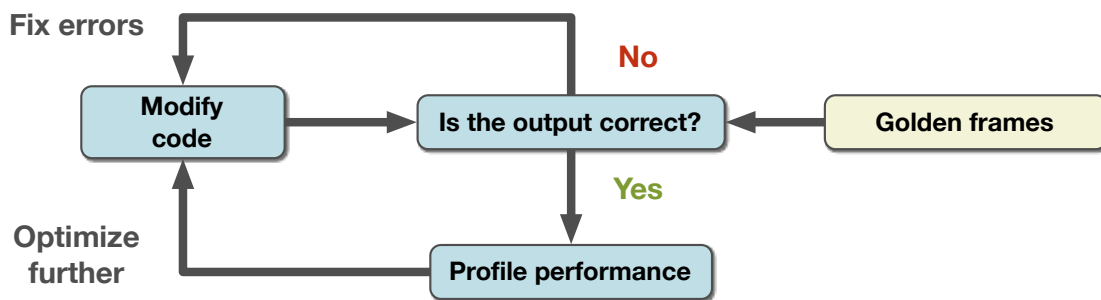 Fix errors
No
Modify
code
Is the output correct?
Golden frames
Yes
Optimize
further
Profile performance